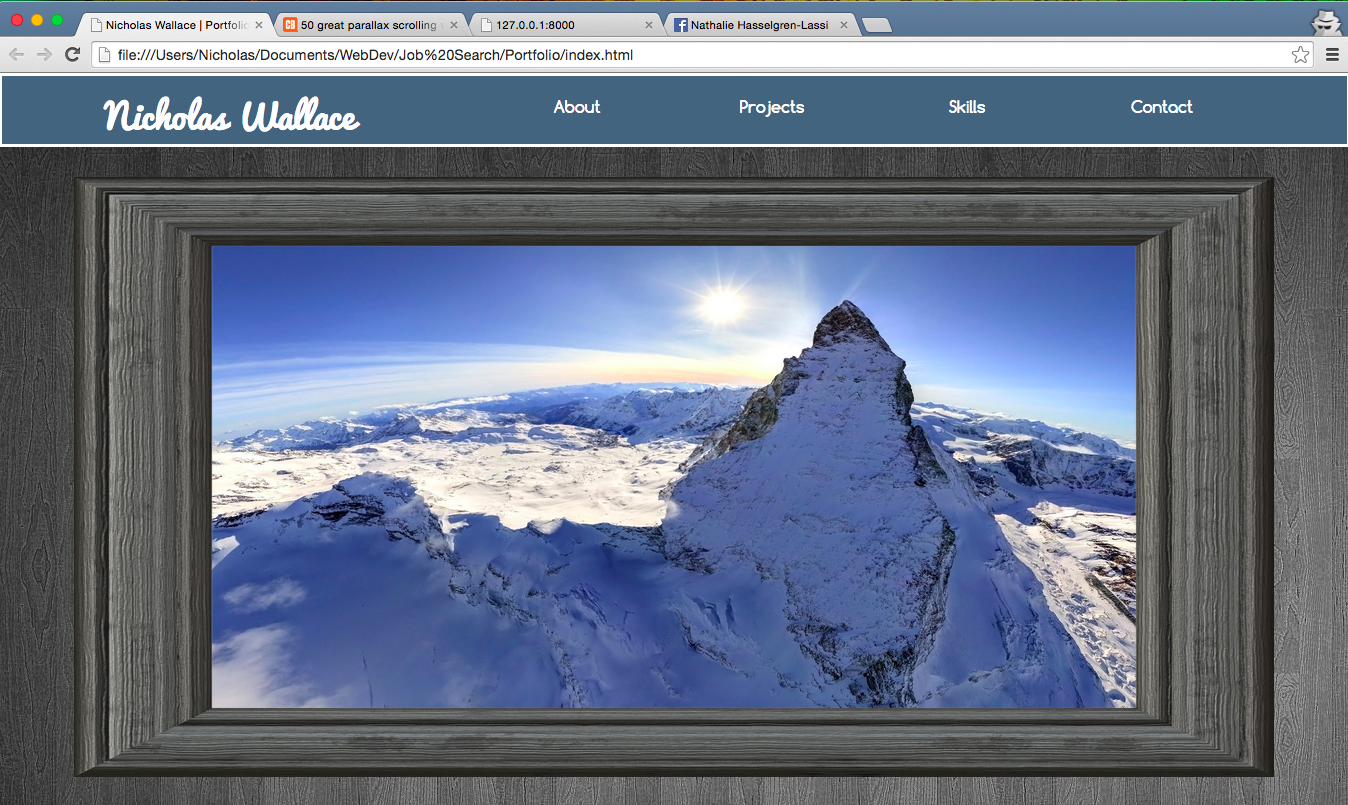 Nicholas Wallace | Portfolio
CB 50 great parallax scrolling
127.0.0.1:8000
f Nathalie Hasselgren-Lassi
file:///Users/Nicholas/Documents/WebDev/Job%20Search/Portfolio/index.html
Nicholas Wallace About Projects Skills Contact